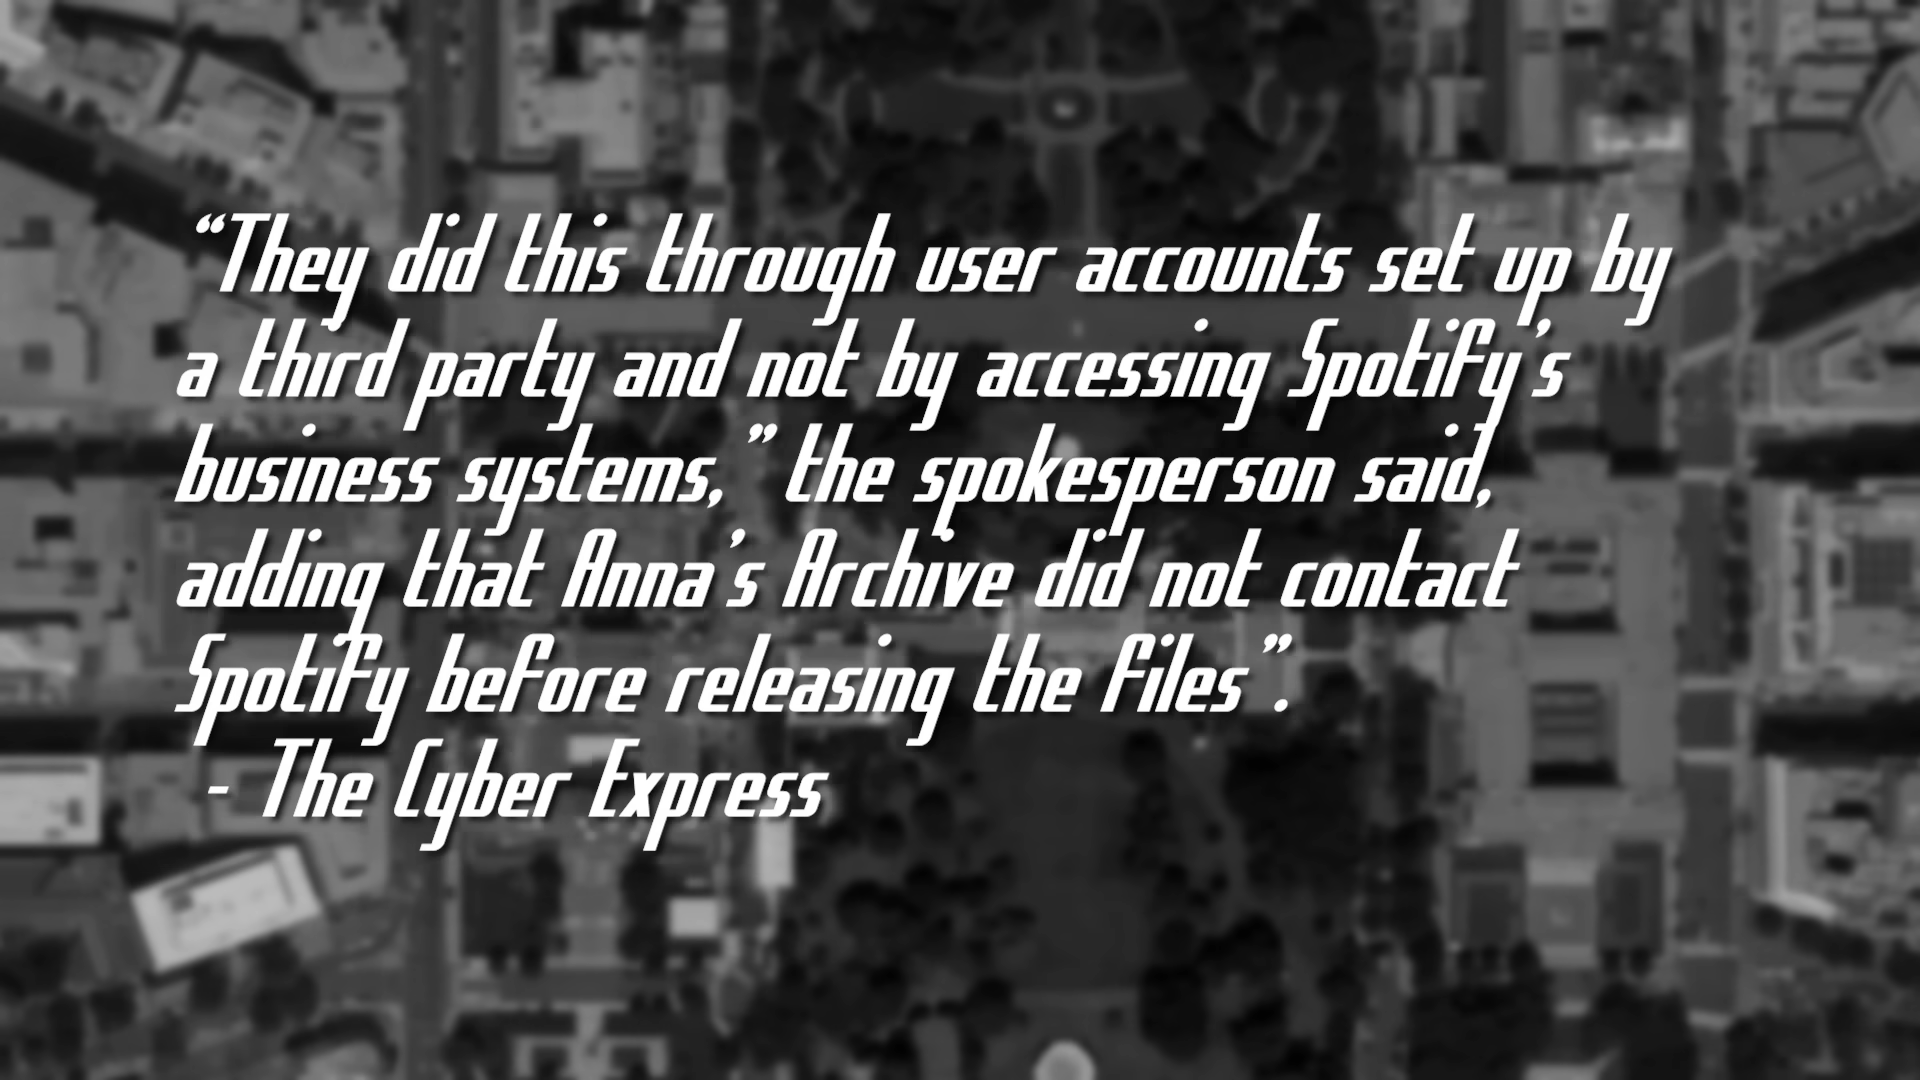 “They did this through user accounts set up by
a third party and not by accessing Spotify’s
business systems,” the spokesperson said,
adding that Anna’s Archive did not contact
Spotify before releasing the files”.
- The Cyber Express